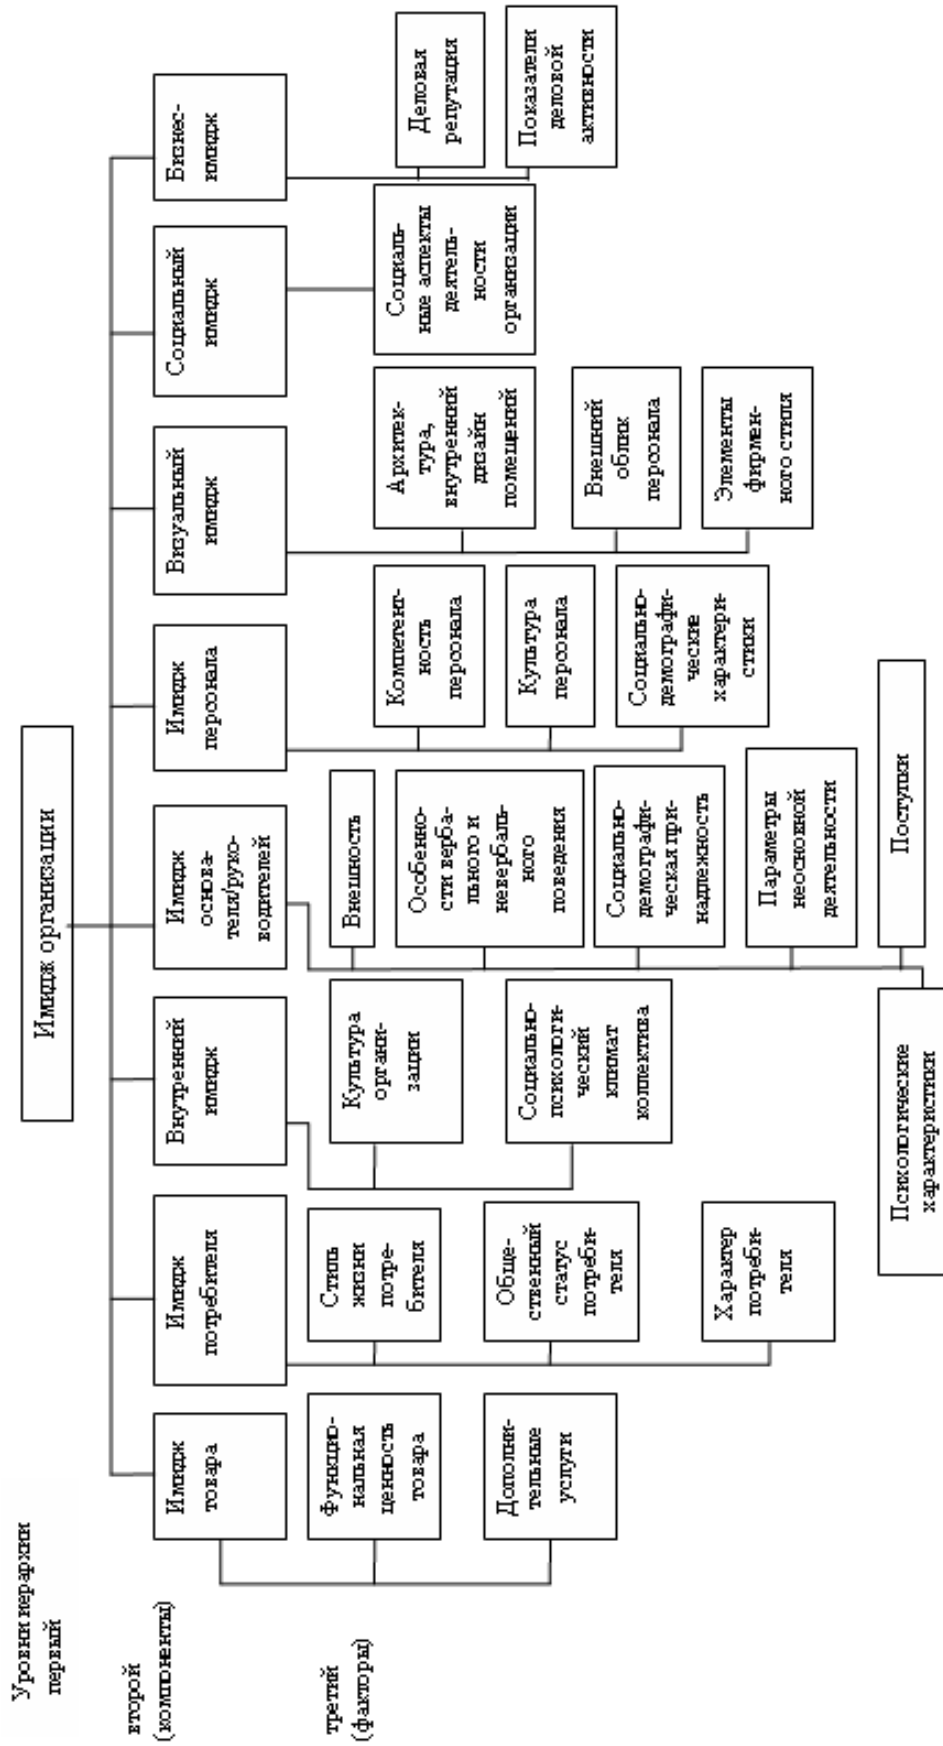 Уровни иерархии
первый
Имидж организации
второй
(компоненты)
Имидж
товара
Имидж
потребителя
Внутренний
имидж
Имидж
основа-
теля/руко-
водителей
Имидж
персонала
Визуальный
имидж
Социальный
имидж
Бизнес-
имидж
третий
(факторы)
Функцио-
нальная
ценность
товара
Дополни-
тельные
услуги
Стиль
жизни
потре-
бителя
Обще-
ственный
статус
потреби-
теля
Характер
потреби-
теля
Культура
органи-
зации
Социально-
психологи-
ческий
климат
коллектива
Внешность
Особенно-
сти верба-
льного и
невербаль-
ного
поведения
Социально-
демографи-
ческая при-
надлежность
Параметры
неосновной
деятельности
Поступки
Психологические
характеристики
Компетент-
ность
персонала
Культура
персонала
Социально-
демографи-
ческие
характери-
стики
Архитек-
тура,
внутренний
дизайн
помещений
Внешний
облик
персонала
Элементы
фирмен-
ного стиля
Социаль-
ные аспекты
деятель-
ности
организации
Деловая
репутация
Показатели
деловой
активности